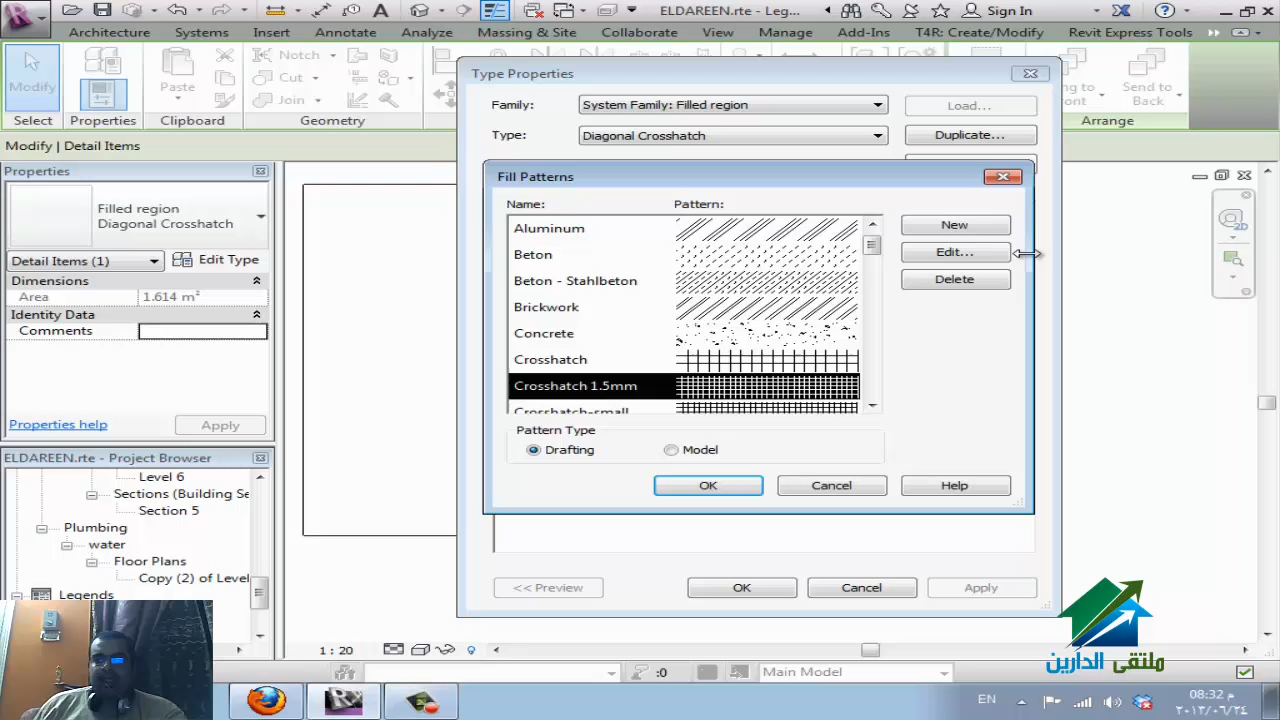 ELDAREEN.rte - Leg...
Sign In
Architecture Systems Insert Annotate Analyze Massing & Site Collaborate View Manage Add-Ins T4R: Create/Modify Revit Express Tools
Modify
Paste
Notch
Cut
Join
Send to
Back
Select Properties Clipboard Geometry Arrange
Modify | Detail Items
Properties
Filled region
Diagonal Crosshatch
Detail Items (1)
Edit Type
Dimensions
Area 1.614 m²
Identity Data
Comments
Properties help
Apply
ELDAREEN.rte - Project Browser
Level 6
Sections (Building Se
Section 5
Plumbing
water
Floor Plans
Copy (2) of Level
Legends
Type Properties
Family: System Family: Filled region Load...
Type: Diagonal Crosshatch Duplicate...
Fill Patterns
Name: Pattern:
Aluminum
Beton
Beton - Stahlbeton
Brickwork
Concrete
Crosshatch
Crosshatch 1.5mm
Crosshatch-small
New
Edit...
Delete
Pattern Type
Drafting Model
OK Cancel Help
<< Preview OK Cancel Apply
2D
1 : 20
:0
Main Model
ملتقى الدارين
EN
08:32 م
٢٠١٣/٠٦/٢٤